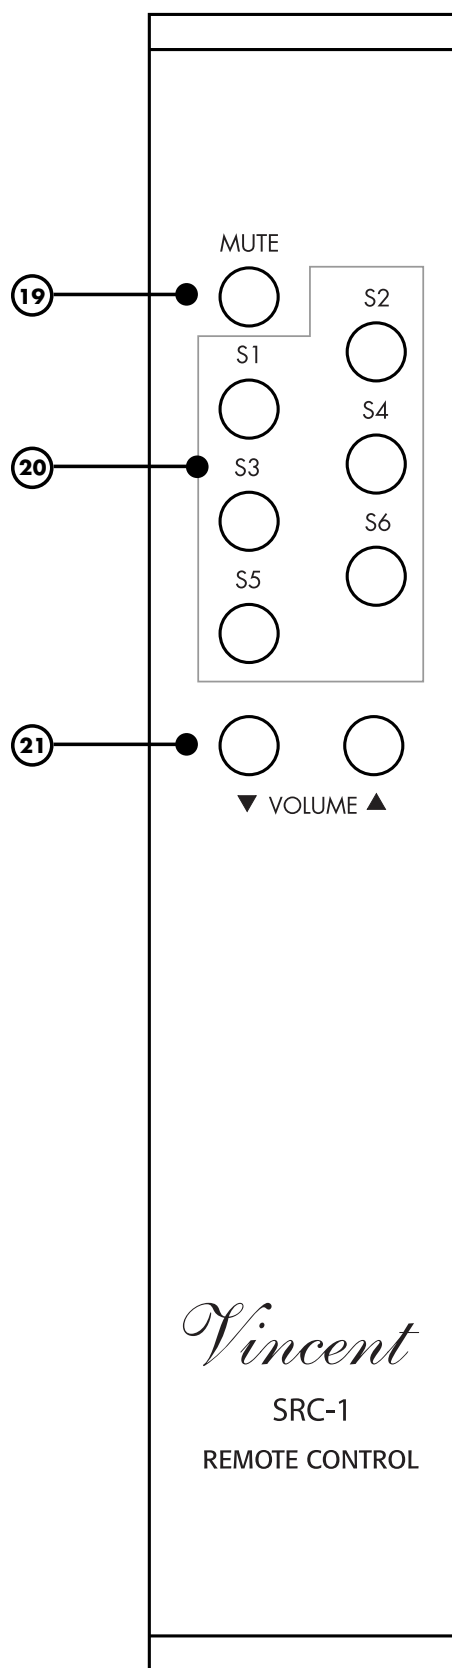 MUTE
19
S2
S1
S4
20
S3
S6
S5
21
▼ VOLUME ▲
Vincent
SRC-1
REMOTE CONTROL